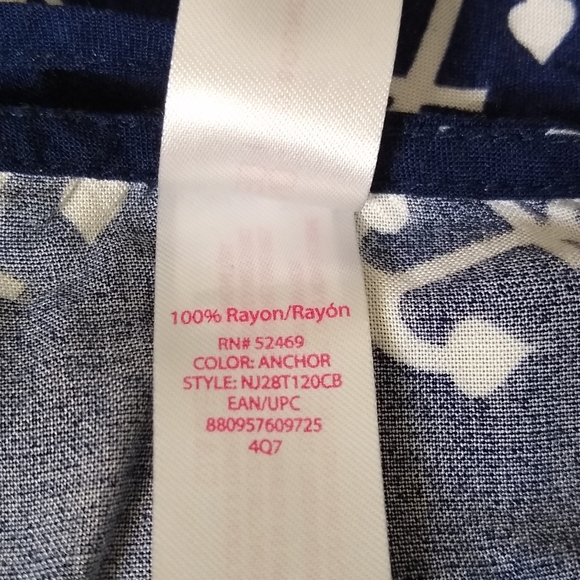 100% Rayon/Rayón
RN# 52469
COLOR: ANCHOR
STYLE: NJ28T120CB
EAN/UPC
880957609725
4Q7